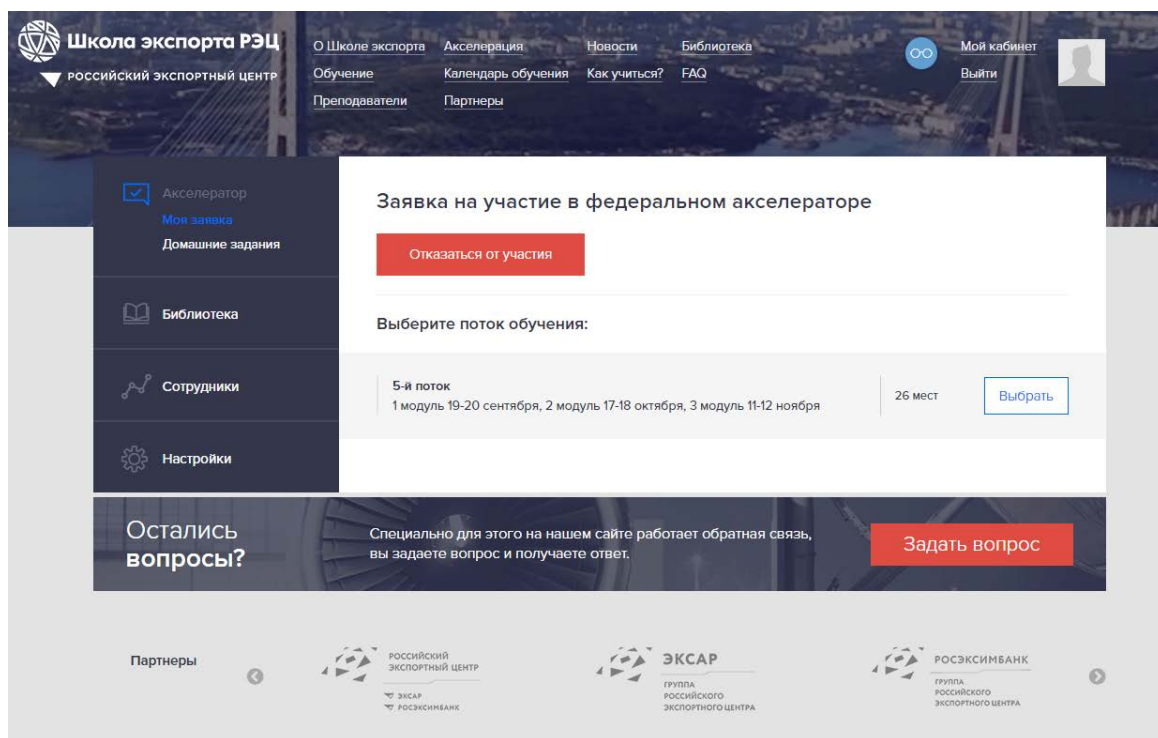 Школа экспорта РЭЦ
РОССИЙСКИЙ ЭКСПОРТНЫЙ ЦЕНТР
О Школе экспорта Акселерация Новости Библиотека
Обучение Календарь обучения Как учиться? FAQ
Преподаватели Партнеры
Мой кабинет
Выйти
Акселератор
Моя заявка
Домашние задания
Библиотека
Сотрудники
Настройки
Заявка на участие в федеральном акселераторе
Отказаться от участия
Выберите поток обучения:
5-й поток
1 модуль 19-20 сентября, 2 модуль 17-18 октября, 3 модуль 11-12 ноября
26 мест
Выбрать
Остались
вопросы?
Специально для этого на нашем сайте работает обратная связь,
вы задаете вопрос и получаете ответ.
Задать вопрос
Партнеры
РОССИЙСКИЙ
ЭКСПОРТНЫЙ ЦЕНТР
ЭКСАР
РОСЭКСИМБАНК
ЭКСАР
ГРУППА
РОССИЙСКОГО
ЭКСПОРТНОГО ЦЕНТРА
РОСЭКСИМБАНК
ГРУППА
РОССИЙСКОГО
ЭКСПОРТНОГО ЦЕНТРА